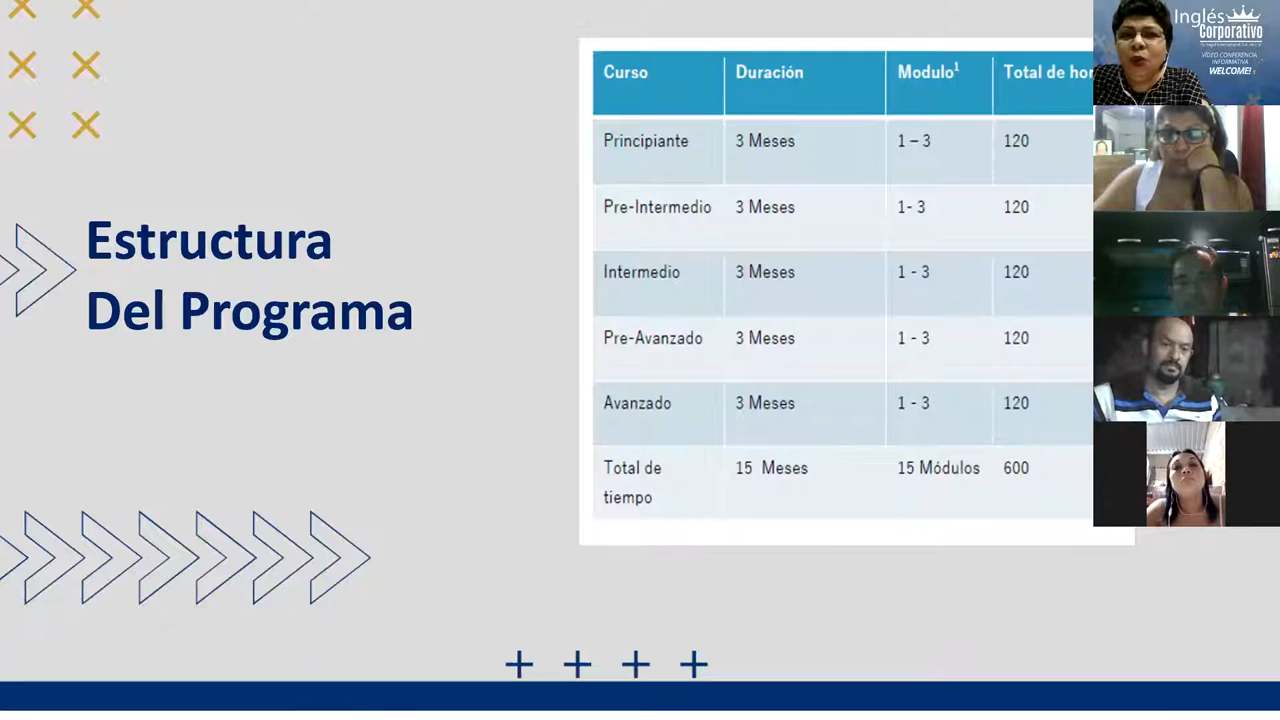 Estructura
Del Programa
Curso Duración Modulo¹ Total de hor
Principiante 3 Meses 1 – 3 120
Pre-Intermedio 3 Meses 1- 3 120
Intermedio 3 Meses 1 - 3 120
Pre-Avanzado 3 Meses 1 - 3 120
Avanzado 3 Meses 1 - 3 120
Total de
tiempo 15 Meses 15 Módulos 600
Inglés
Corporativo
VÍDEO CONFERENCIA
INFORMATIVA
WELCOME!